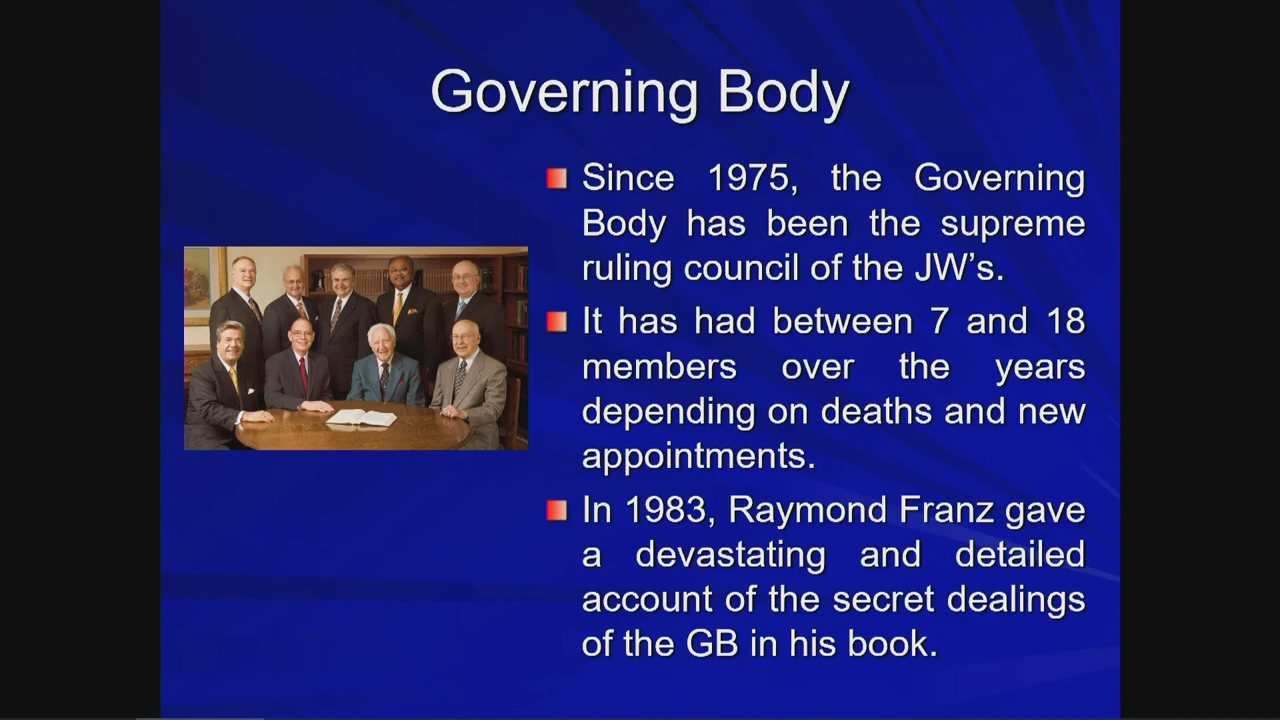 Governing Body
Since 1975, the Governing
Body has been the supreme
ruling council of the JW’s.
It has had between 7 and 18
members over the years
depending on deaths and new
appointments.
In 1983, Raymond Franz gave
a devastating and detailed
account of the secret dealings
of the GB in his book.